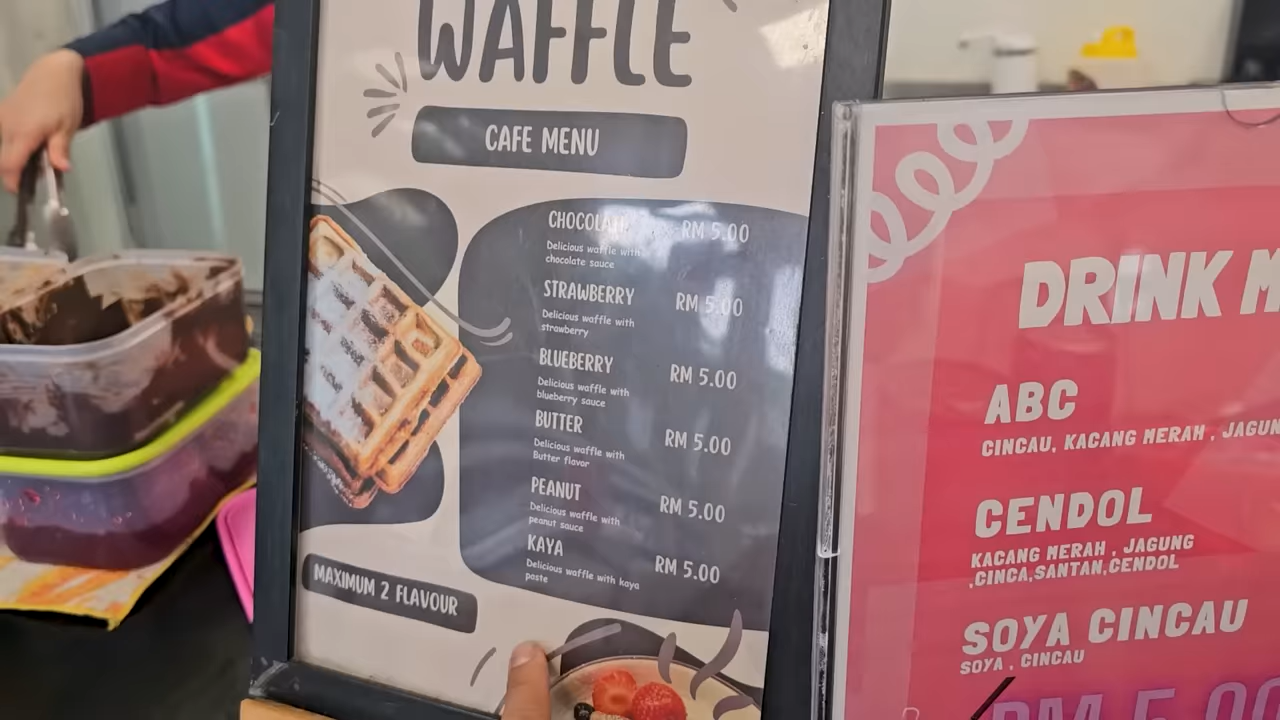 WAFFLE
CAFE MENU
CHOCOLATE RM 5.00
Delicious waffle with
chocolate sauce
STRAWBERRY RM 5.00
Delicious waffle with
strawberry
BLUEBERRY RM 5.00
Delicious waffle with
blueberry sauce
BUTTER RM 5.00
Delicious waffle with
Butter flavor
PEANUT RM 5.00
Delicious waffle with
peanut sauce
KAYA RM 5.00
Delicious waffle with kaya
paste
MAXIMUM 2 FLAVOUR
DRINK M
ABC
CINCAU, KACANG MERAH , JAGUN
CENDOL
KACANG MERAH , JAGUNG
,CINCA,SANTAN,CENDOL
SOYA CINCAU
SOYA , CINCAU
RM 5.00